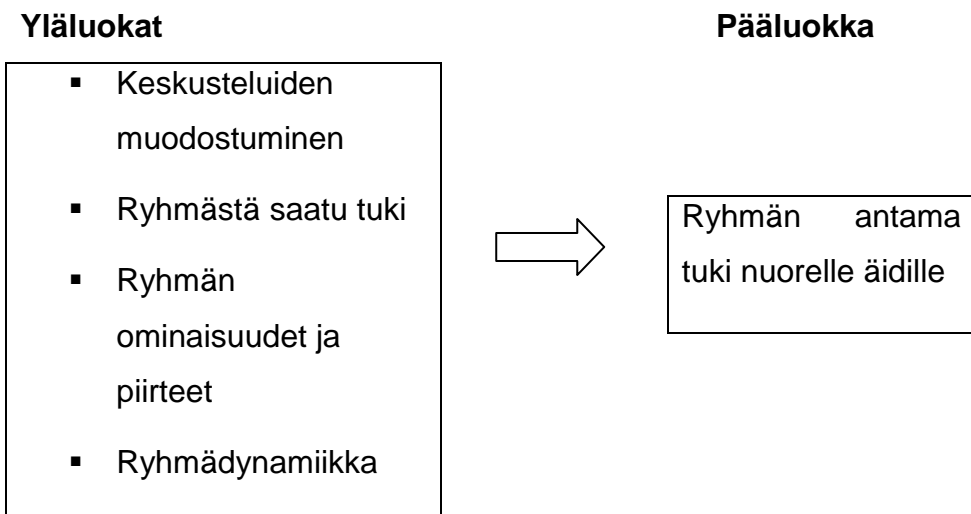 Yläluokat
Pääluokka
▪ Keskusteluiden
muodostuminen
▪ Ryhmästä saatu tuki
▪ Ryhmän
ominaisuudet ja
piirteet
▪ Ryhmädynamiikka
Ryhmän antama
tuki nuorelle äidille